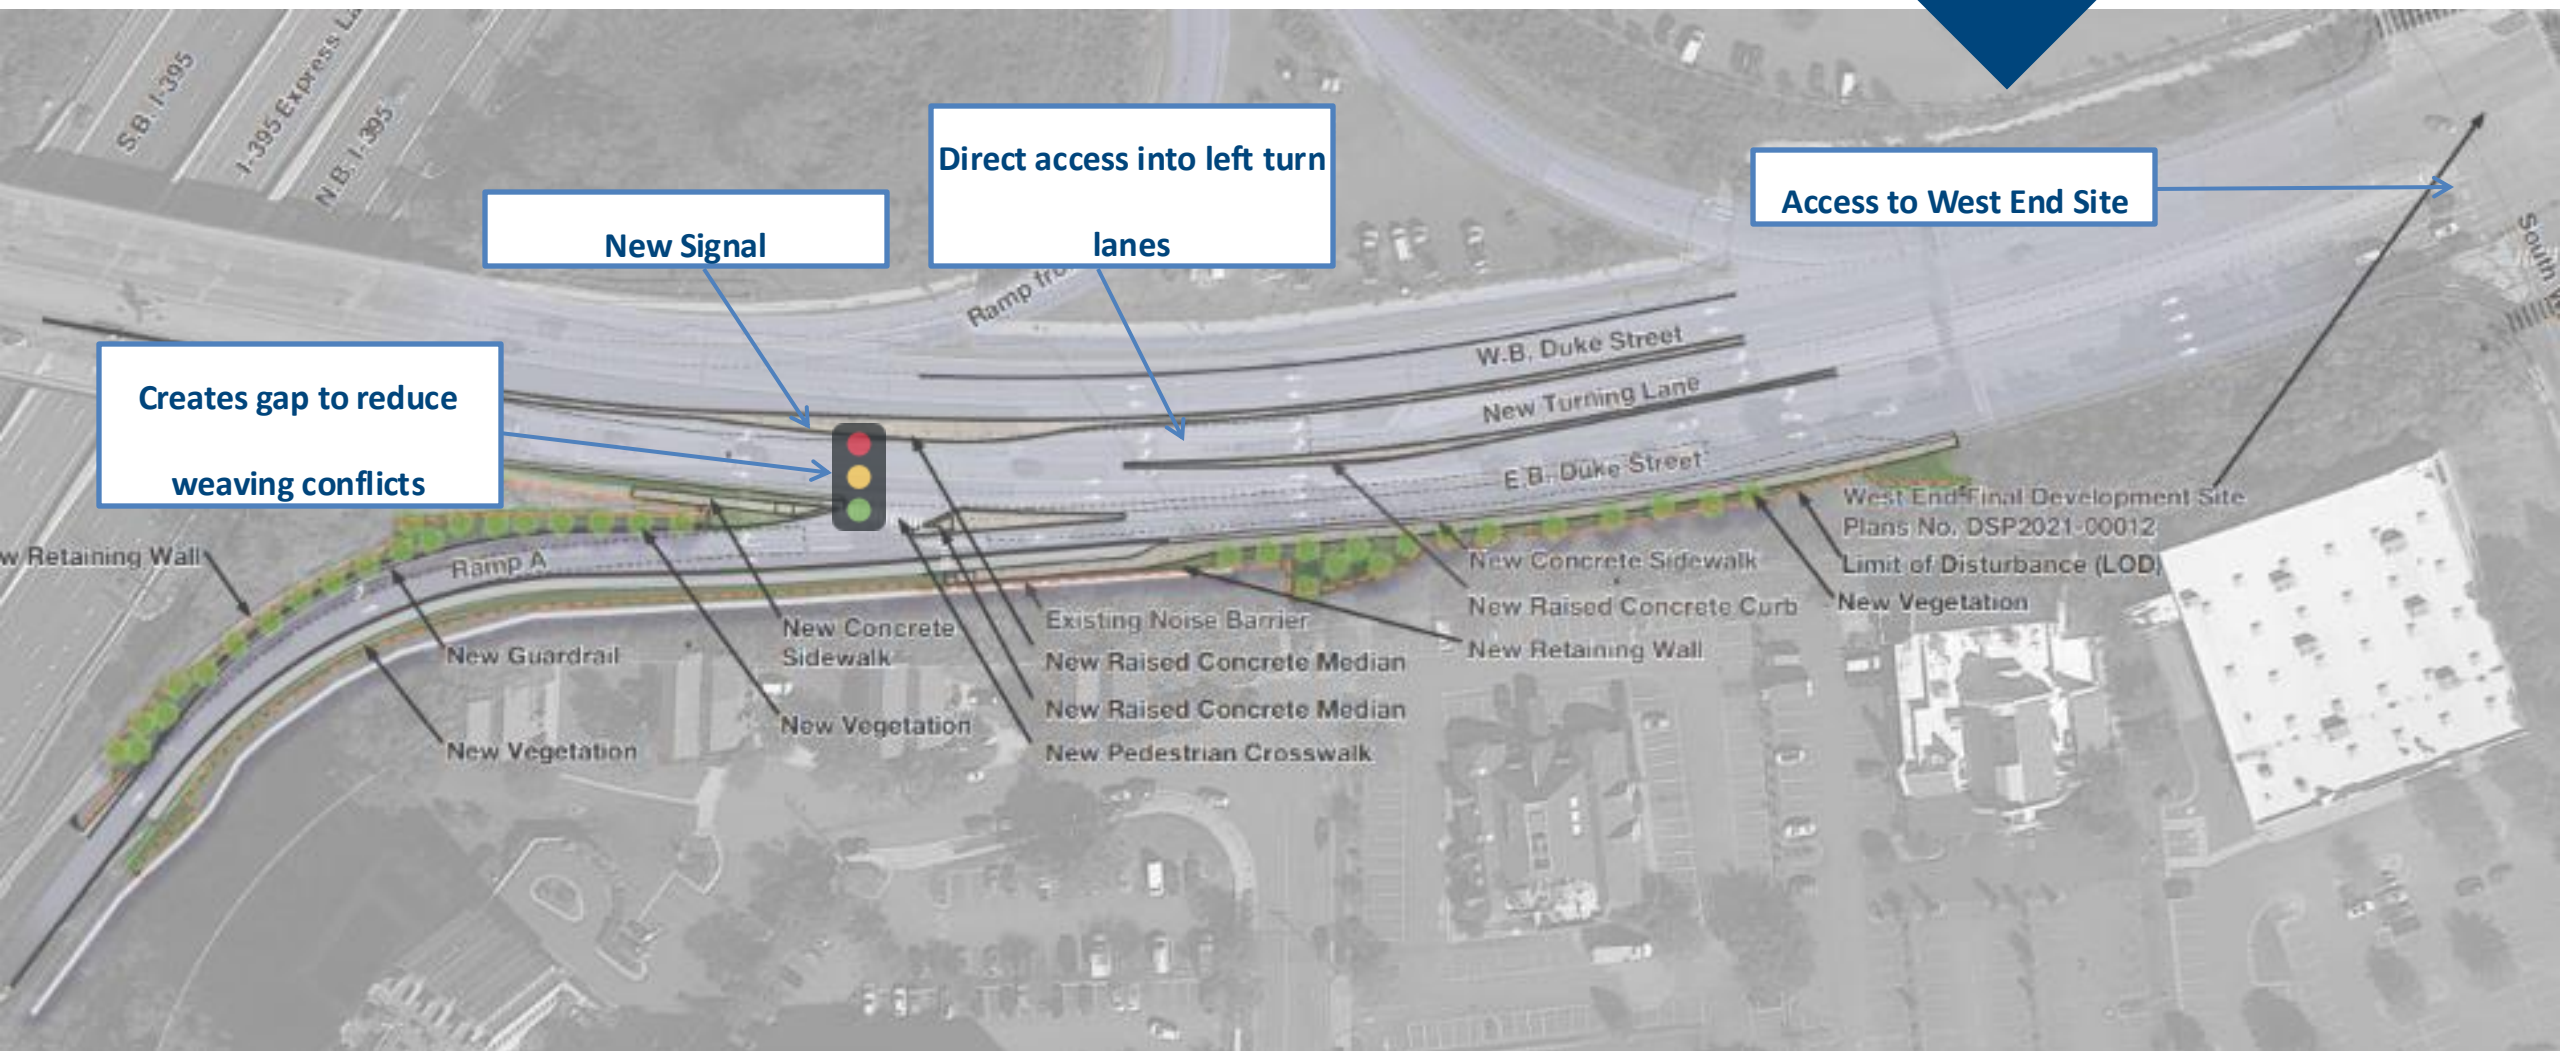 S.B. I-395
I-395 Express
N.B. I-395
Direct access into left turn
lanes
New Signal
Access to West End Site
South
Ramp
W.B. Duke Street
New Turning Lane
E.B. Duke Street
Creates gap to reduce
weaving conflicts
Retaining Wall
Ramp A
West End Final Development Site
Plans No. DSP2021-00012
Limit of Disturbance (LOD)
New Vegetation
New Concrete Sidewalk
New Raised Concrete Curb
New Retaining Wall
Existing Noise Barrier
New Raised Concrete Median
New Raised Concrete Median
New Pedestrian Crosswalk
New Concrete
Sidewalk
New Vegetation
New Guardrail
New Vegetation